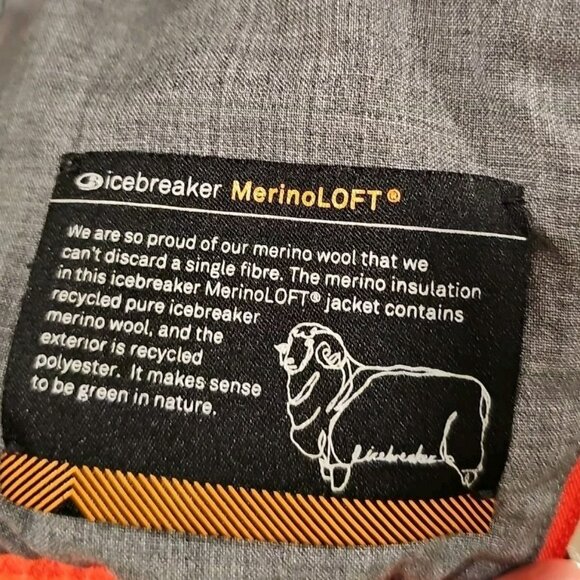 icebreaker MerinoLOFT®
We are so proud of our merino wool that we
can't discard a single fibre. The merino insulation
in this icebreaker MerinoLOFT® jacket contains
recycled pure icebreaker
merino wool, and the
exterior is recycled
polyester. It makes sense
to be green in nature.
icebreaker